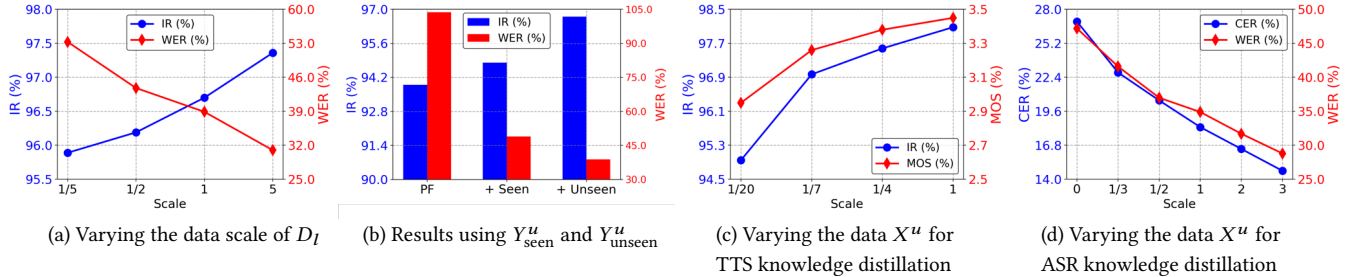 98.0
97.5
97.0
96.5
96.0
95.5
IR (%)
IR (%)
WER (%)
60.0
53.0
46.0
39.0
32.0
25.0
WER (%)
1/5 1/2 1 5
Scale
(a) Varying the data scale of D_l
97.0
95.6
94.2
92.8
91.4
90.0
IR (%)
IR (%)
WER (%)
105.0
90.0
75.0
60.0
45.0
30.0
WER (%)
PF + Seen + Unseen
(b) Results using Y^u_seen and Y^u_unseen
98.5
97.7
96.9
96.1
95.3
94.5
IR (%)
IR (%)
MOS (%)
3.5
3.3
3.1
2.9
2.7
2.5
MOS (%)
1/20 1/7 1/4 1
Scale
(c) Varying the data X^u for
TTS knowledge distillation
28.0
25.2
22.4
19.6
16.8
14.0
CER (%)
CER (%)
WER (%)
50.0
45.0
40.0
35.0
30.0
25.0
WER (%)
0 1/3 1/2 1 2 3
Scale
(d) Varying the data X^u for
ASR knowledge distillation